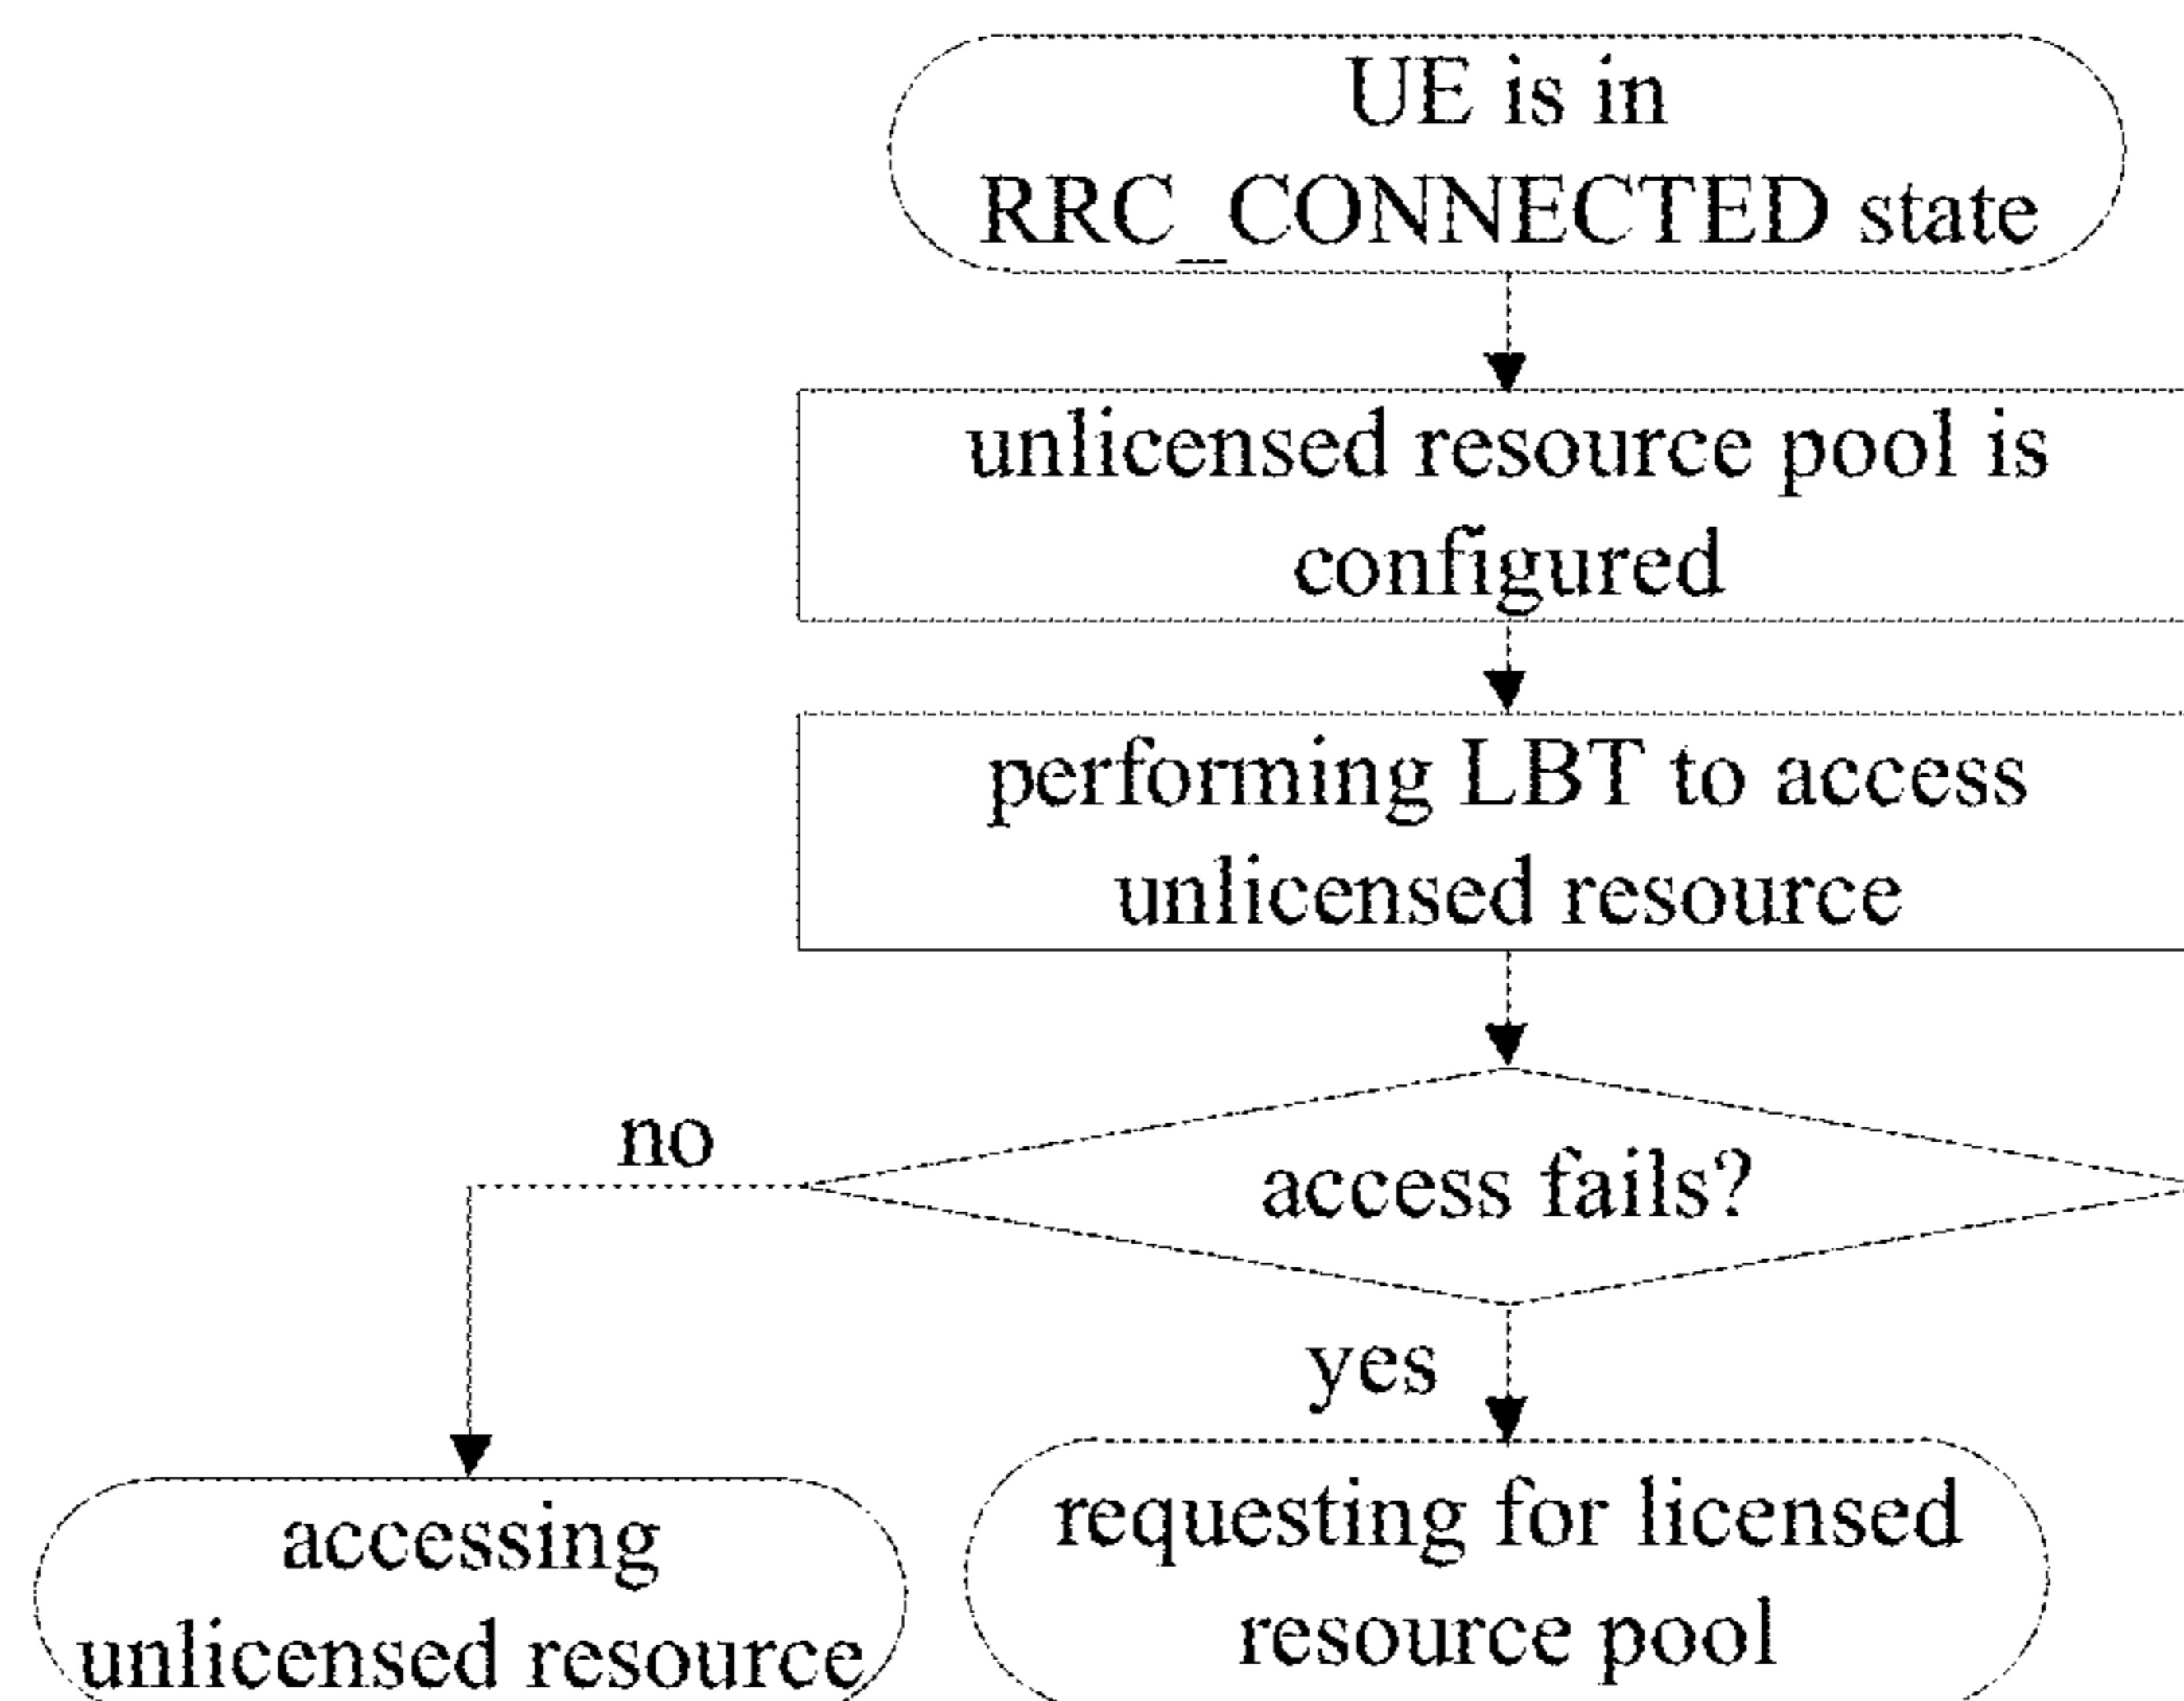 UE is in
RRC_CONNECTED state
unlicensed resource pool is
configured
performing LBT to access
unlicensed resource
no
access fails?
yes
accessing
unlicensed resource
requesting for licensed
resource pool